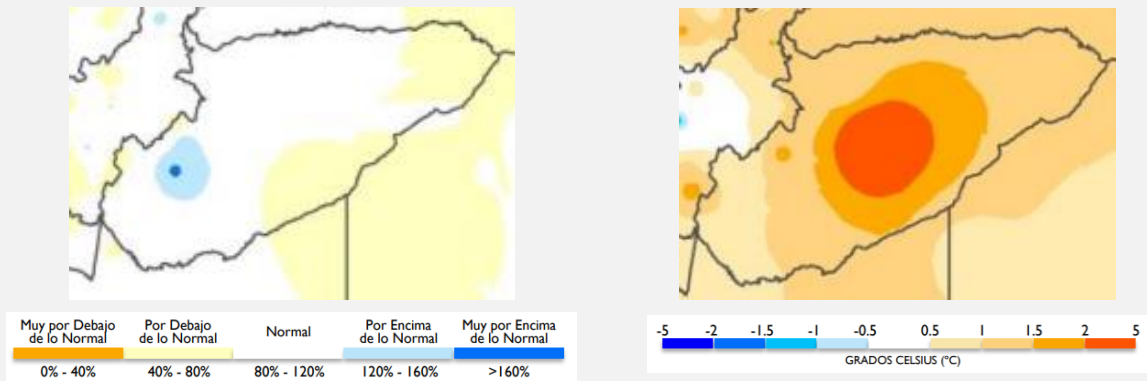 Muy por Debajo
de lo Normal
Por Debajo
de lo Normal
Normal
Por Encima
de lo Normal
Muy por Encima
de lo Normal
0% - 40%
40% - 80%
80% - 120%
120% - 160%
>160%
-5 -2 -1.5 -1 -0.5 0.5 1 1.5 2 5
GRADOS CELSIUS (°C)